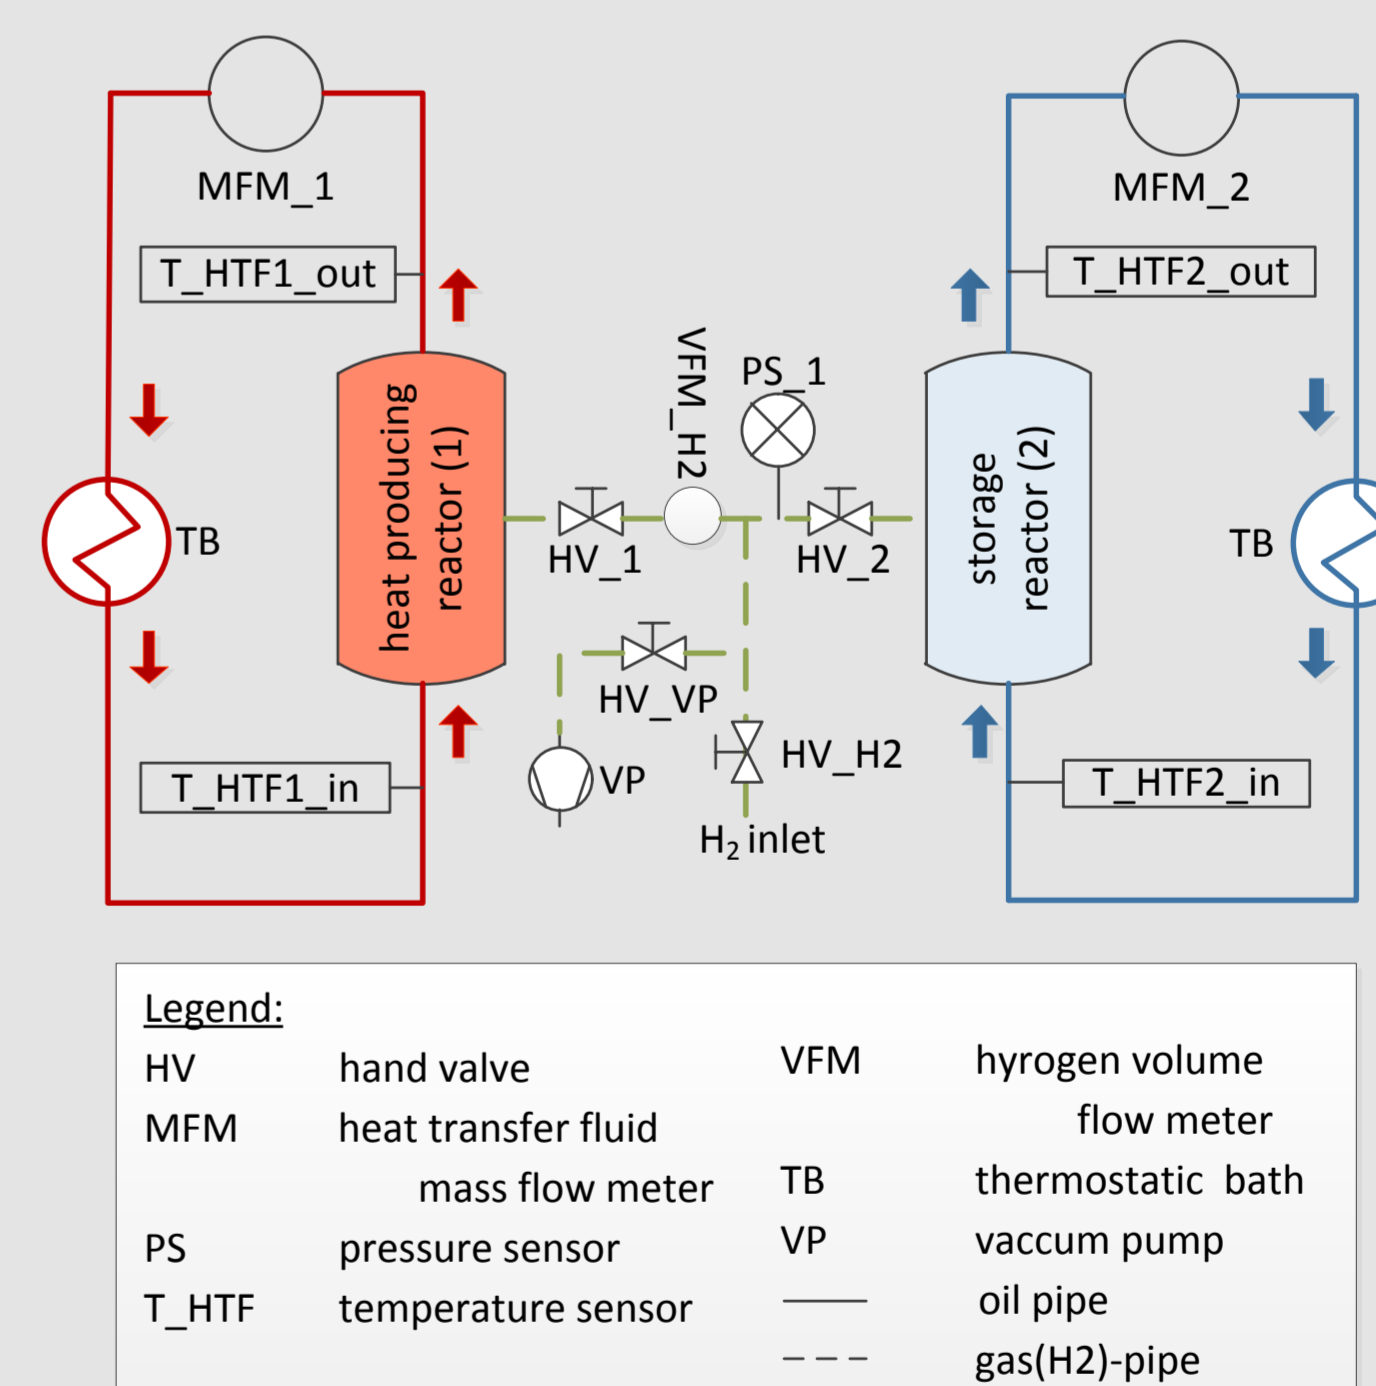 MFM_1
MFM_2
T_HTF1_out
T_HTF2_out
VFM_H2
PS_1
heat producing
reactor (1)
storage
reactor (2)
TB
HV_1
HV_2
TB
HV_VP
VP
HV_H2
T_HTF1_in
T_HTF2_in
H₂ inlet
Legend:
HV hand valve
MFM heat transfer fluid
mass flow meter
PS pressure sensor
T_HTF temperature sensor
VFM hyrogen volume
flow meter
TB thermostatic bath
VP vaccum pump
oil pipe
gas(H2)-pipe